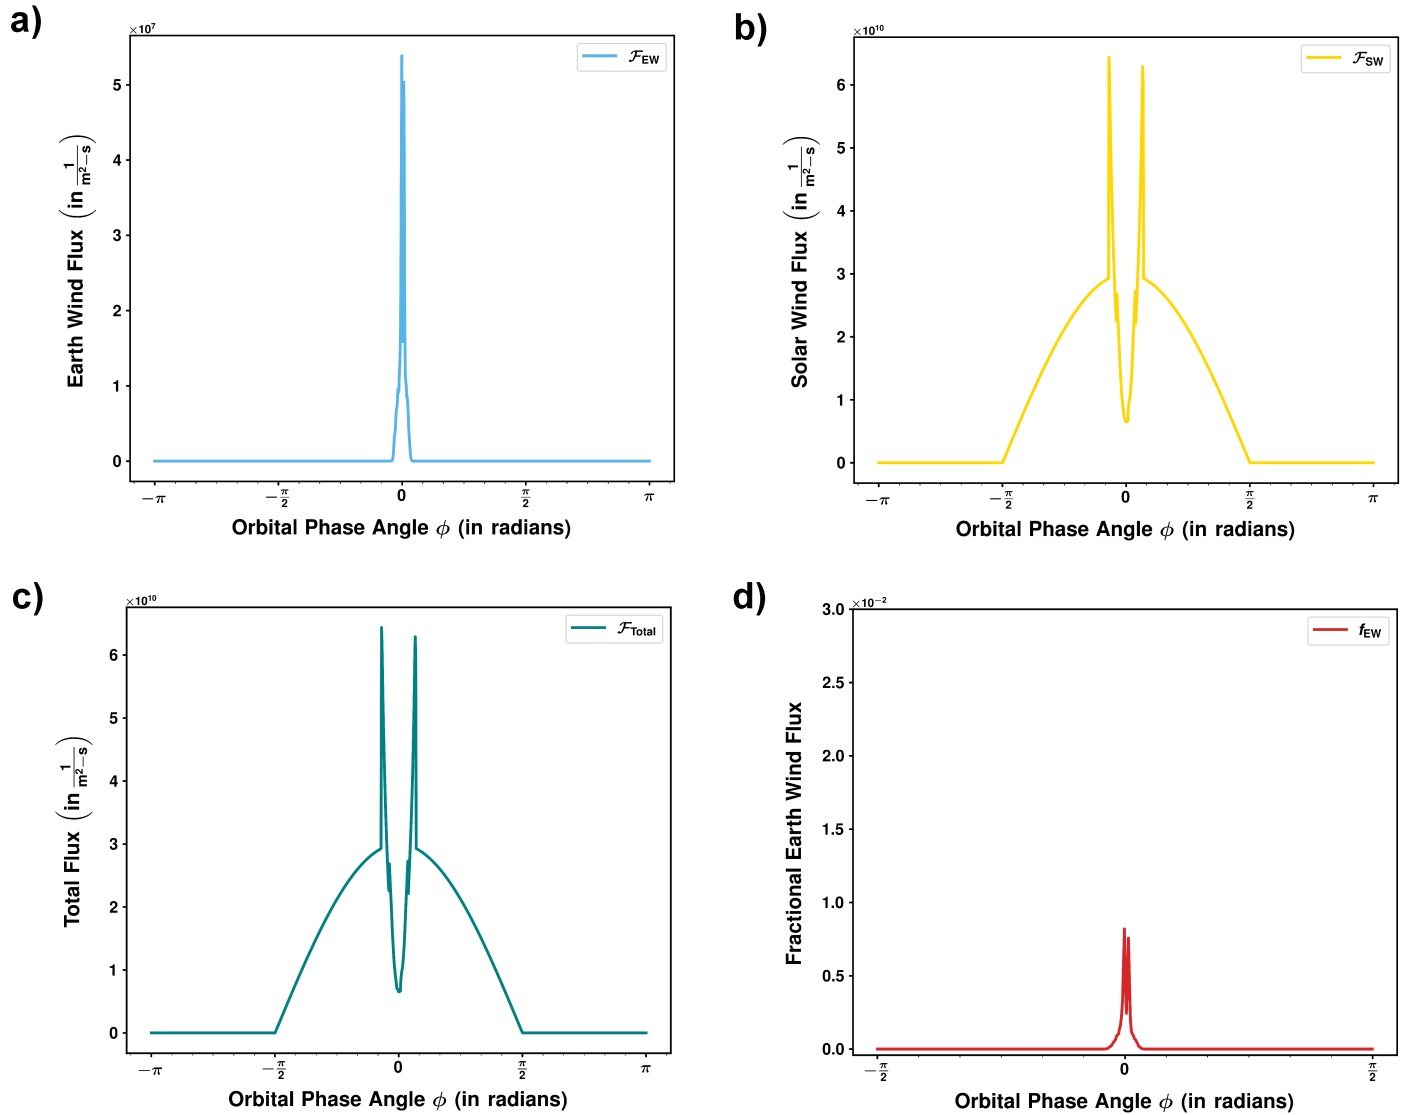 a)
×10⁷
ℱEW
5
4
3
2
1
0
Earth Wind Flux (in 1/m²−s)
−π
−π/2
0
π/2
π
Orbital Phase Angle ϕ (in radians)
b)
×10¹⁰
ℱSW
6
5
4
3
2
1
0
Solar Wind Flux (in 1/m²−s)
−π
−π/2
0
π/2
π
Orbital Phase Angle ϕ (in radians)
c)
×10¹⁰
ℱTotal
6
5
4
3
2
1
0
Total Flux (in 1/m²−s)
−π
−π/2
0
π/2
π
Orbital Phase Angle ϕ (in radians)
d)
×10⁻²
fEW
3.0
2.5
2.0
1.5
1.0
0.5
0.0
Fractional Earth Wind Flux
−π/2
0
π/2
Orbital Phase Angle ϕ (in radians)